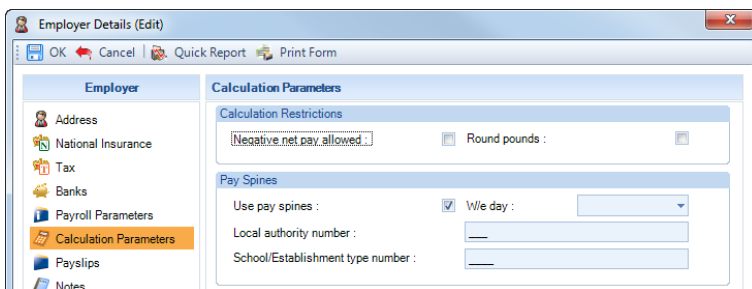 Employer Details (Edit)
OK Cancel Quick Report Print Form
Employer
Address
National Insurance
Tax
Banks
Payroll Parameters
Calculation Parameters
Payslips
Notes
Calculation Parameters
Calculation Restrictions
Negative net pay allowed : Round pounds :
Pay Spines
Use pay spines : W/e day :
Local authority number : ___
School/Establishment type number : ____